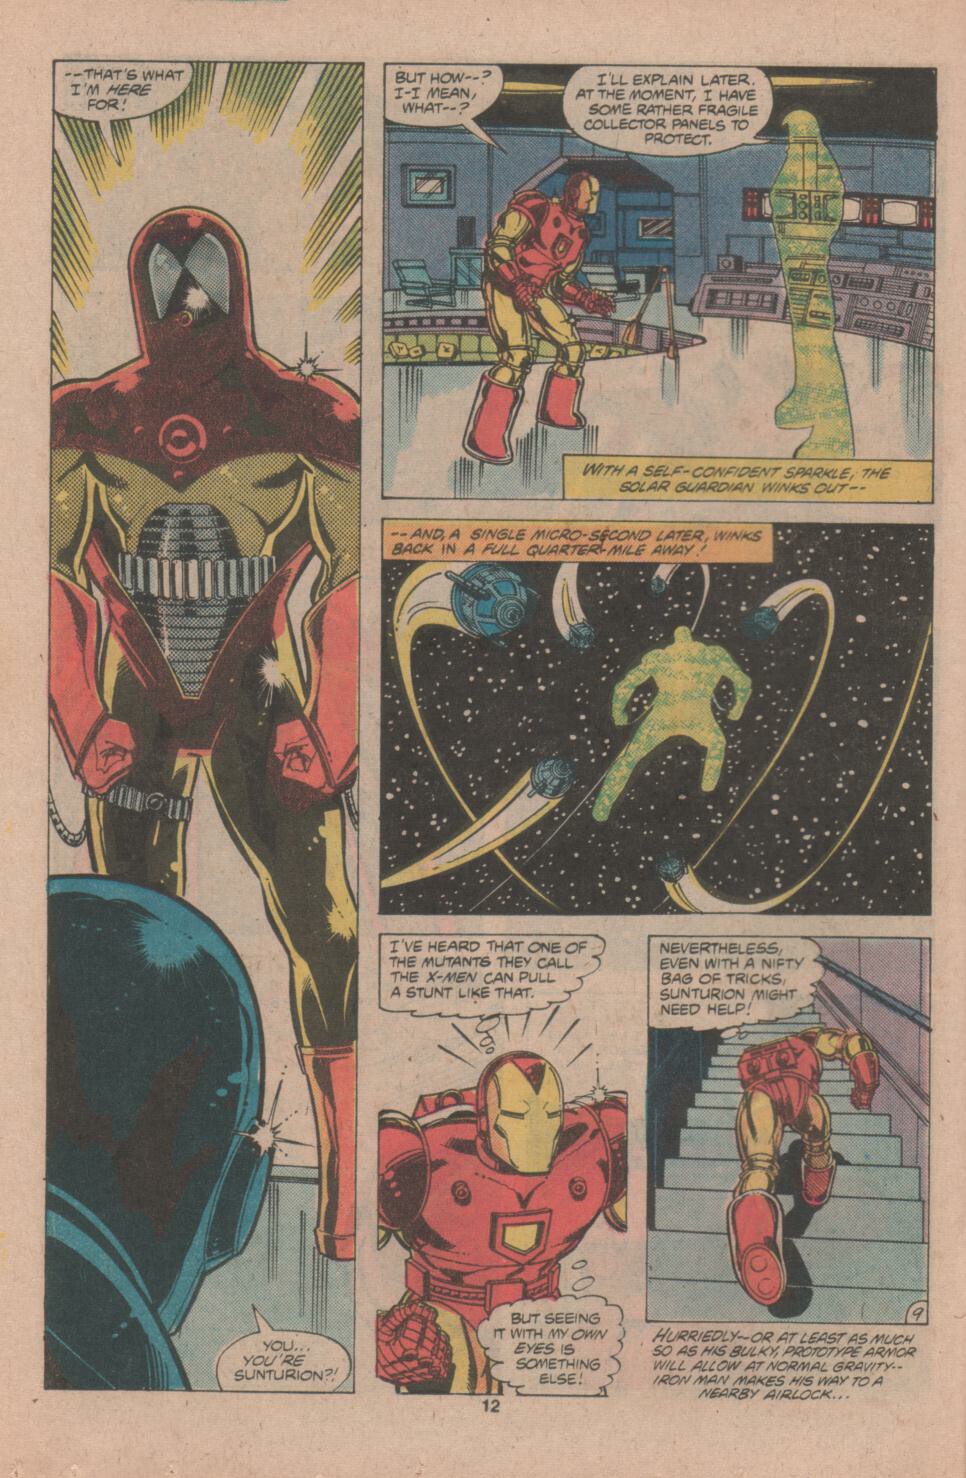 --THAT'S WHAT
I'M HERE
FOR!
YOU...
YOU'RE
SUNTURION?!
BUT HOW--?
I-I MEAN,
WHAT--?
I'LL EXPLAIN LATER.
AT THE MOMENT, I HAVE
SOME RATHER FRAGILE
COLLECTOR PANELS TO
PROTECT.
WITH A SELF-CONFIDENT SPARKLE, THE
SOLAR GUARDIAN WINKS OUT--
--AND, A SINGLE MICRO-SECOND LATER, WINKS
BACK IN A FULL QUARTER-MILE AWAY!
I'VE HEARD THAT ONE OF
THE MUTANTS THEY CALL
THE X-MEN CAN PULL
A STUNT LIKE THAT.
BUT SEEING
IT WITH MY OWN
EYES IS
SOMETHING
ELSE!
NEVERTHELESS,
EVEN WITH A NIFTY
BAG OF TRICKS,
SUNTURION MIGHT
NEED HELP!
9
HURRIEDLY--OR AT LEAST AS MUCH
SO AS HIS BULKY, PROTOTYPE ARMOR
WILL ALLOW AT NORMAL GRAVITY--
IRON MAN MAKES HIS WAY TO A
NEARBY AIRLOCK...
12